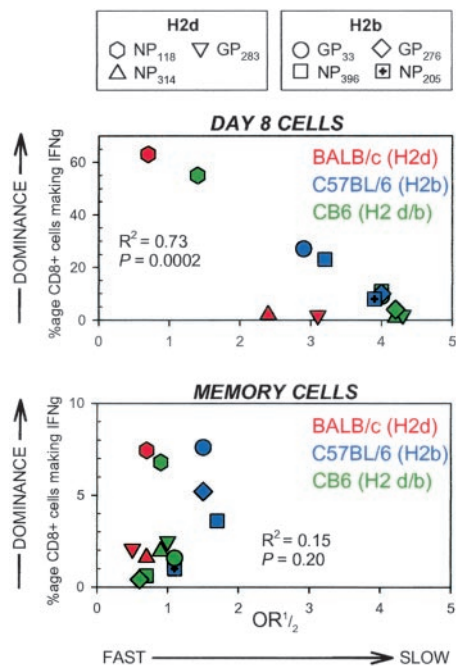 H2d
NP118 GP283
NP314
H2b
GP33 GP276
NP396 NP205
DAY 8 CELLS
DOMINANCE
%age CD8+ cells making IFNg
60
40
20
0
BALB/c (H2d)
C57BL/6 (H2b)
CB6 (H2 d/b)
R² = 0.73
P = 0.0002
0 1 2 3 4 5
MEMORY CELLS
DOMINANCE
%age CD8+ cells making IFNg
10
5
0
BALB/c (H2d)
C57BL/6 (H2b)
CB6 (H2 d/b)
R² = 0.15
P = 0.20
0 1 2 3 4 5
OR½
FAST SLOW